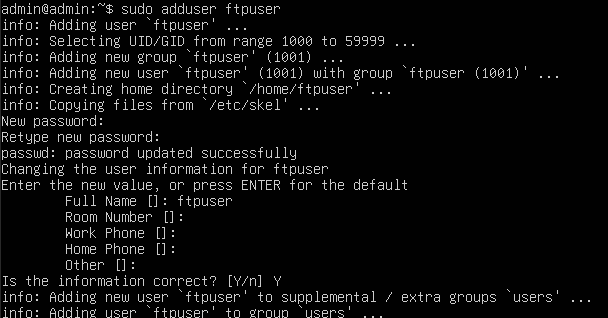 admin@admin:~$ sudo adduser ftpuser
info: Adding user `ftpuser' ...
info: Selecting UID/GID from range 1000 to 59999 ...
info: Adding new group `ftpuser' (1001) ...
info: Adding new user `ftpuser' (1001) with group `ftpuser (1001)' ...
info: Creating home directory `/home/ftpuser' ...
info: Copying files from `/etc/skel' ...
New password:
Retype new password:
passwd: password updated successfully
Changing the user information for ftpuser
Enter the new value, or press ENTER for the default
Full Name []: ftpuser
Room Number []:
Work Phone []:
Home Phone []:
Other []:
Is the information correct? [Y/n] Y
info: Adding new user `ftpuser' to supplemental / extra groups `users' ...
info: Adding user `ftpuser' to group `users' ...